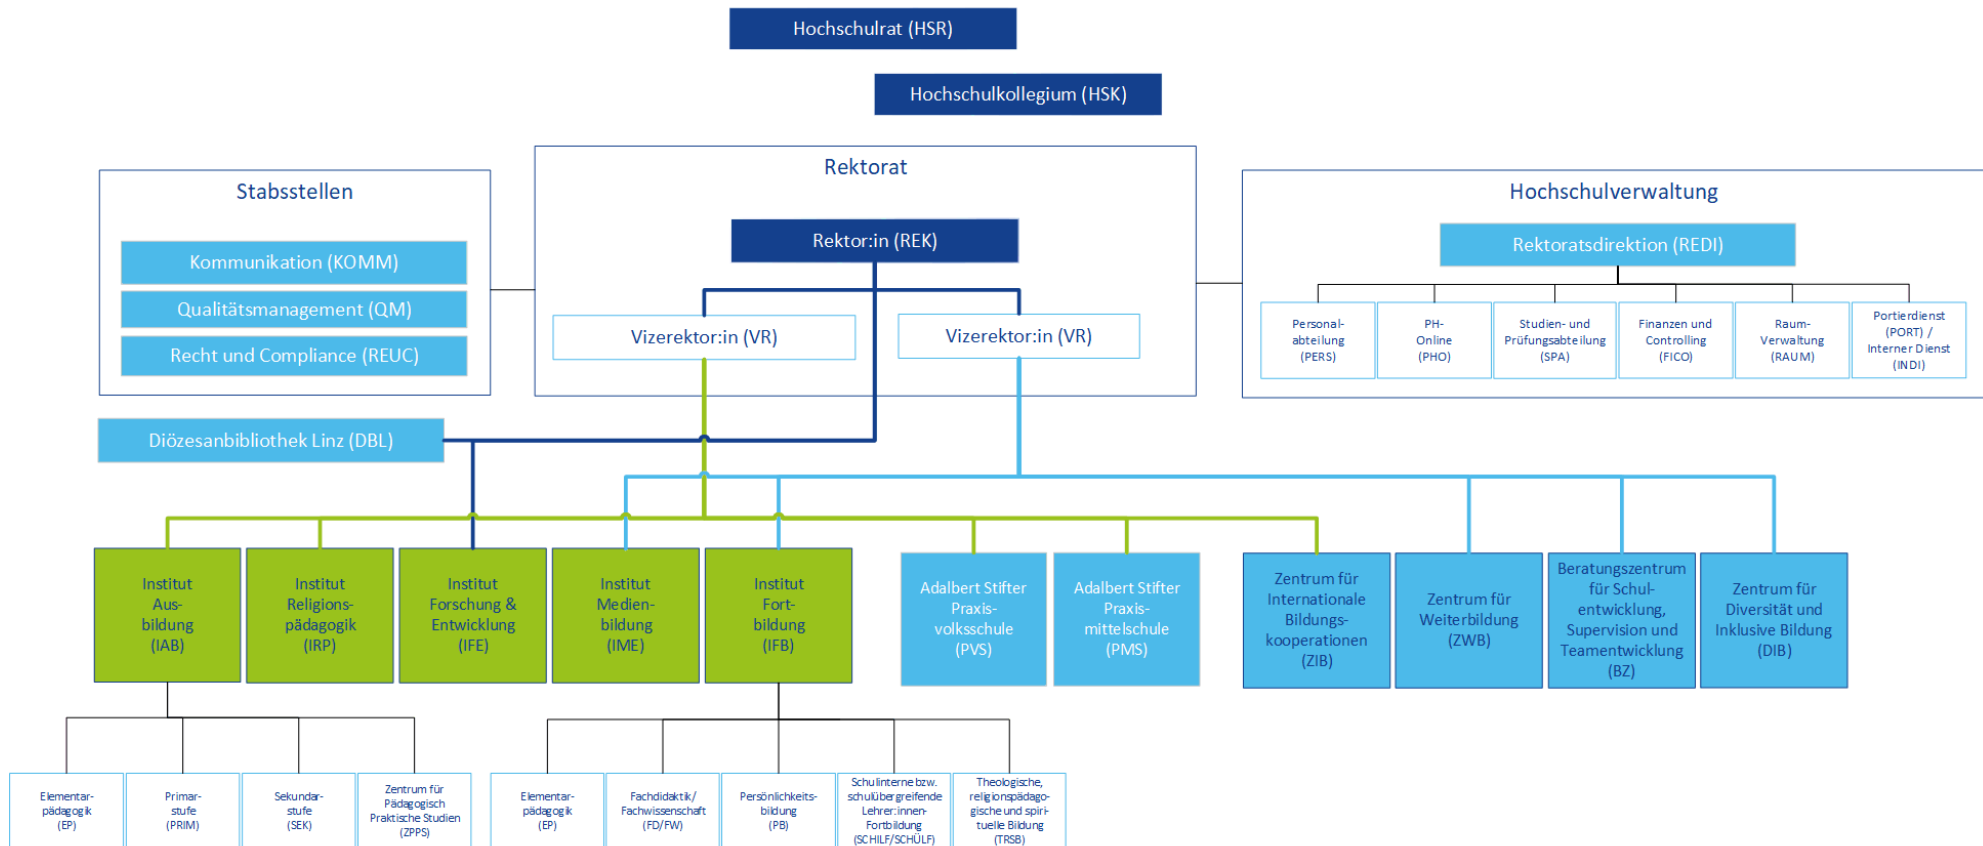 Hochschulrat (HSR)
Hochschulkollegium (HSK)
Stabsstellen
Kommunikation (KOMM)
Qualitätsmanagement (QM)
Recht und Compliance (REUC)
Rektorat
Rektor:in (REK)
Vizerektor:in (VR)
Vizerektor:in (VR)
Hochschulverwaltung
Rektoratsdirektion (REDI)
Personal-
abteilung
(PERS)
PH-
Online
(PHO)
Studien- und
Prüfungsabteilung
(SPA)
Finanzen und
Controlling
(FICO)
Raum-
Verwaltung
(RAUM)
Portierdienst
(PORT) /
Interner Dienst
(INDI)
Diözesanbibliothek Linz (DBL)
Institut
Aus-
bildung
(IAB)
Institut
Religions-
pädagogik
(IRP)
Institut
Forschung &
Entwicklung
(IFE)
Institut
Medien-
bildung
(IME)
Institut
Fort-
bildung
(IFB)
Adalbert Stifter
Praxis-
volksschule
(PVS)
Adalbert Stifter
Praxis-
mittelschule
(PMS)
Zentrum für
Internationale
Bildungs-
kooperationen
(ZIB)
Zentrum für
Weiterbildung
(ZWB)
Beratungszentrum
für Schul-
entwicklung,
Supervision und
Teamentwicklung
(BZ)
Zentrum für
Diversität und
Inklusive Bildung
(DIB)
Elementar-
pädagogik
(EP)
Primar-
stufe
(PRIM)
Sekundar-
stufe
(SEK)
Zentrum für
Pädagogisch
Praktische Studien
(ZPPS)
Elementar-
pädagogik
(EP)
Fachdidaktik/
Fachwissenschaft
(FD/FW)
Persönlichkeits-
bildung
(PB)
Schulinterne bzw.
schulübergreifende
Lehrer:innen-
Fortbildung
(SCHILF/SCHÜLF)
Theologische,
religionspädago-
gische und spiri-
tuelle Bildung
(TRSB)